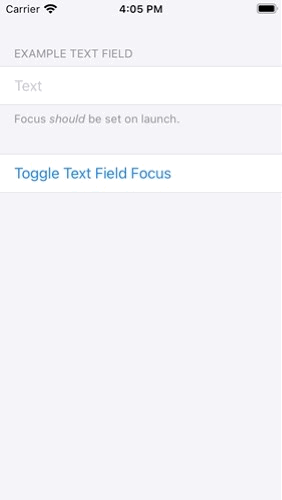 Carrier 4:05 PM
EXAMPLE TEXT FIELD
Text
Focus should be set on launch.
Toggle Text Field Focus